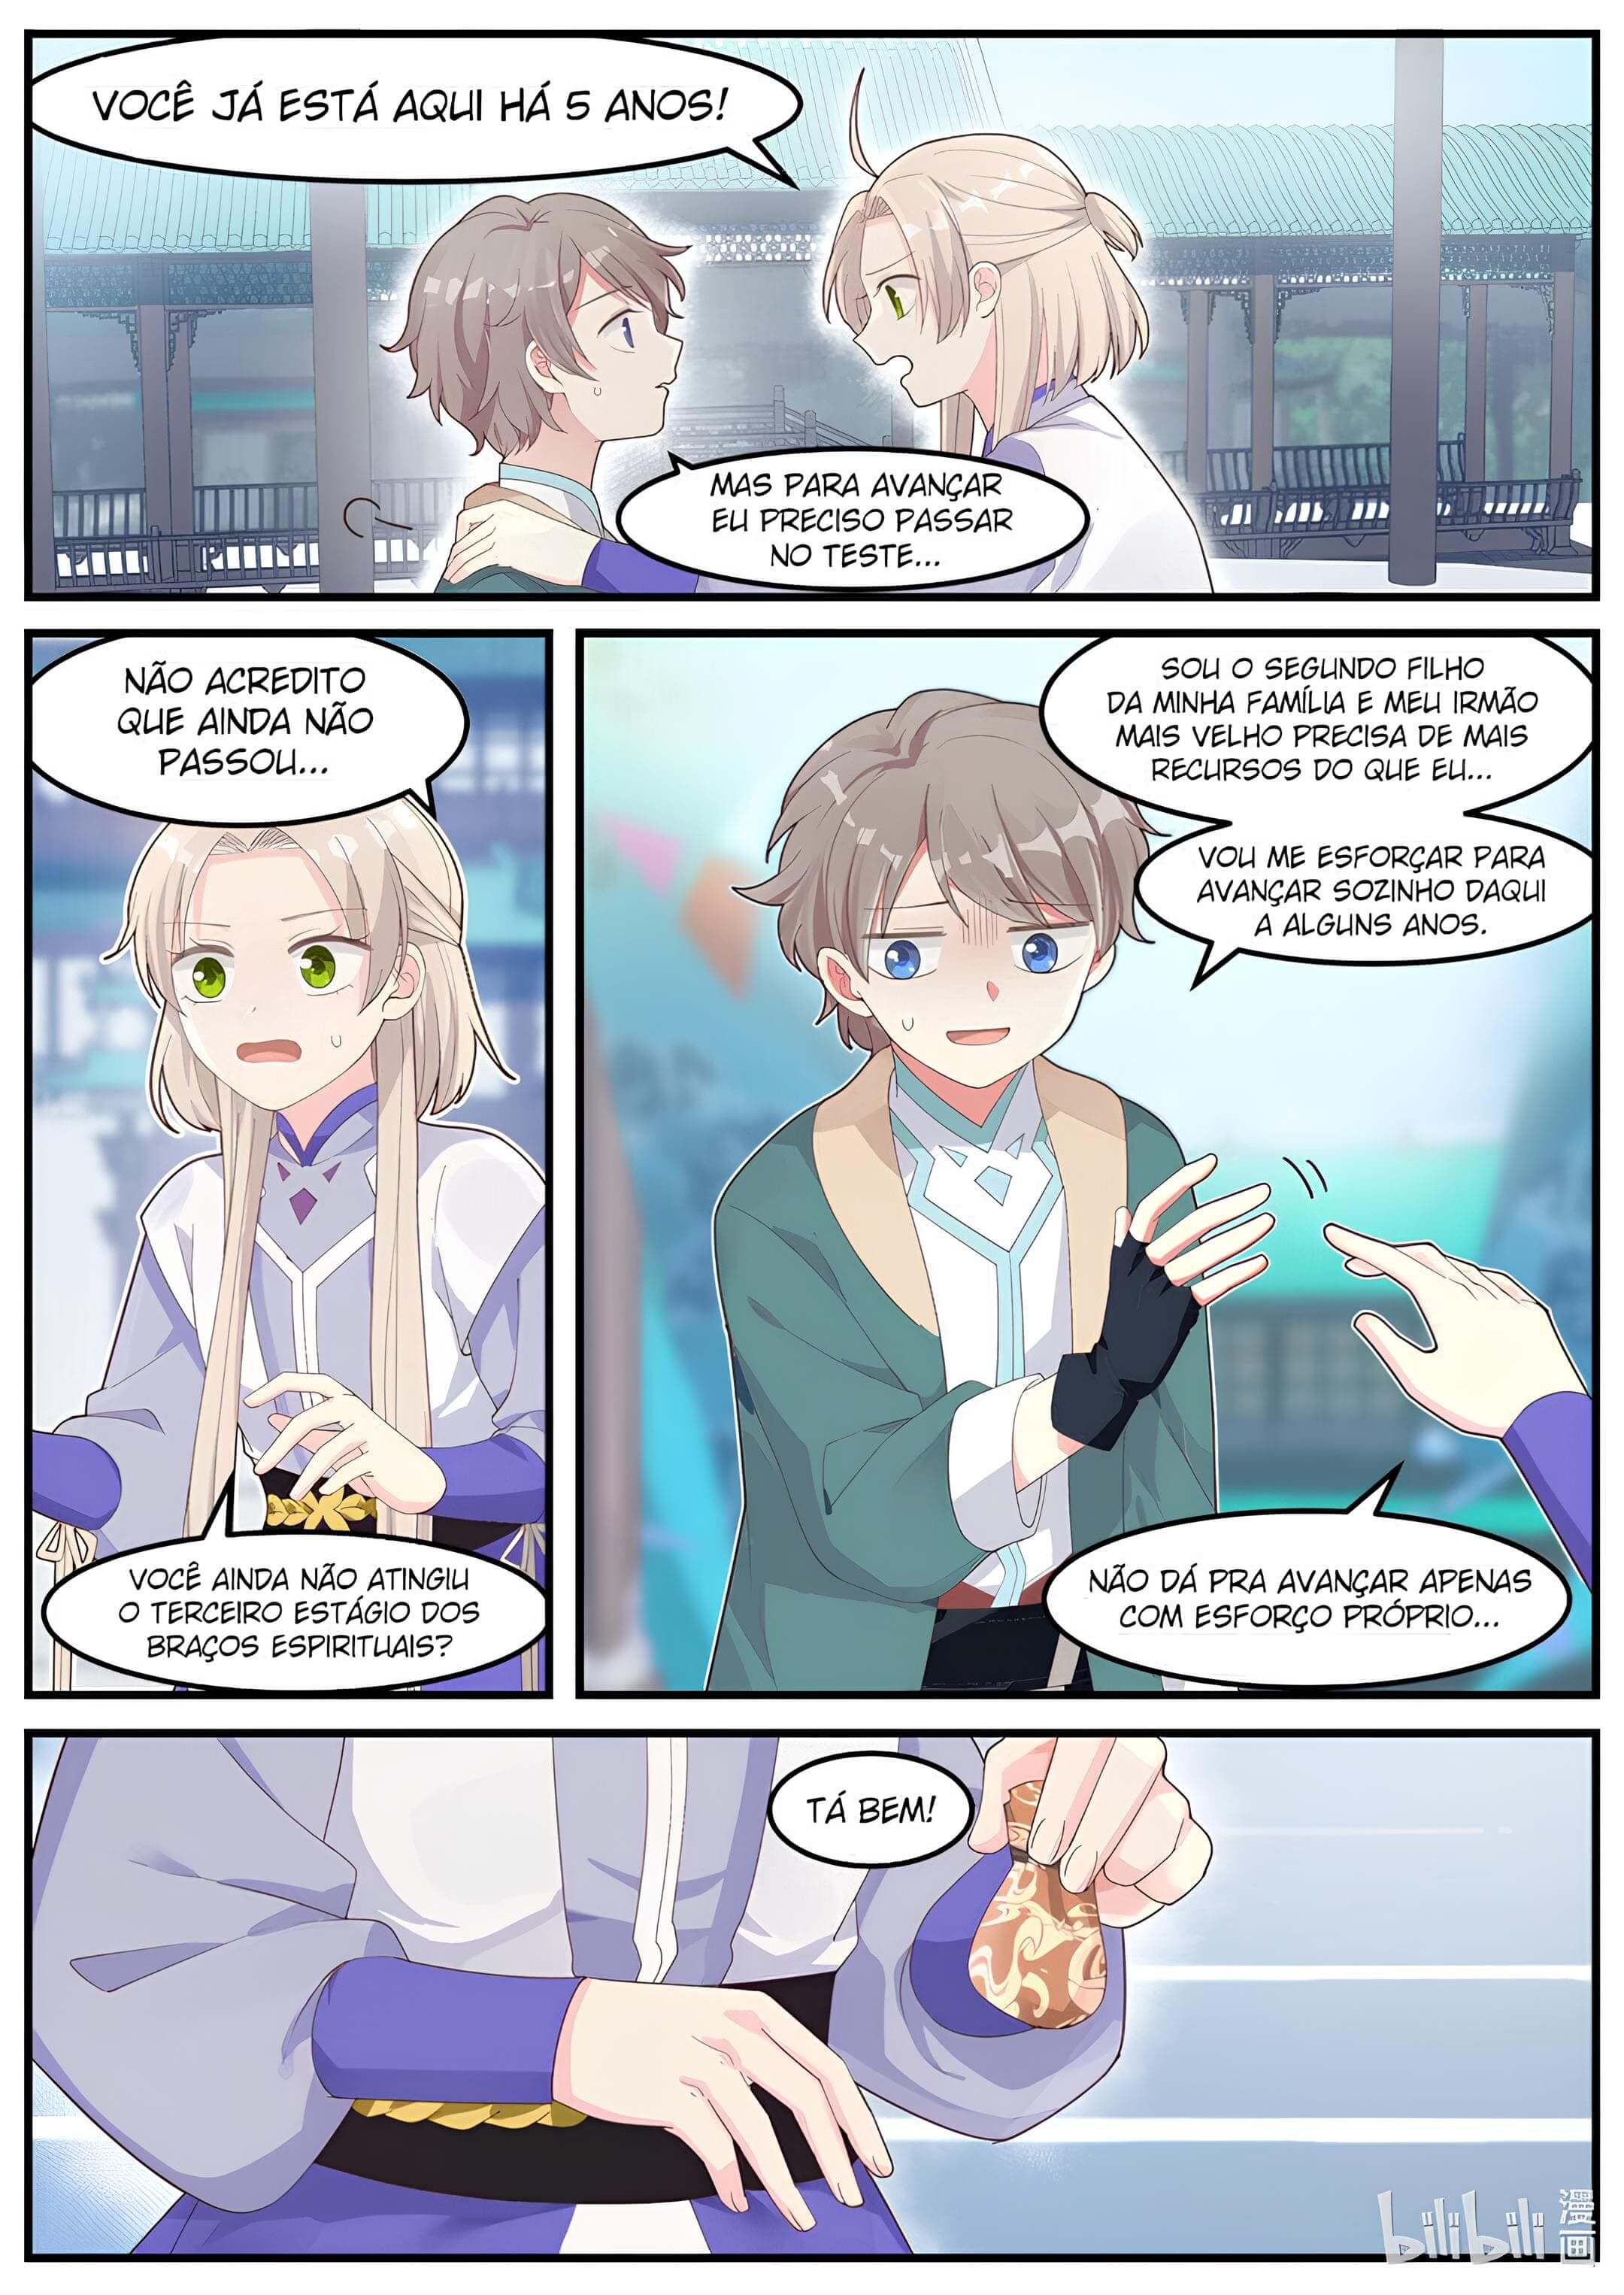 VOCÊ JÁ ESTÁ AQUI HÁ 5 ANOS!
MAS PARA AVANÇAR
EU PRECISO PASSAR
NO TESTE...
NÃO ACREDITO
QUE AINDA NÃO
PASSOU...
VOCÊ AINDA NÃO ATINGIU
O TERCEIRO ESTÁGIO DOS
BRAÇOS ESPIRITUAIS?
SOU O SEGUNDO FILHO
DA MINHA FAMÍLIA E MEU IRMÃO
MAIS VELHO PRECISA DE MAIS
RECURSOS DO QUE EU...
VOU ME ESFORÇAR PARA
AVANÇAR SOZINHO DAQUI
A ALGUNS ANOS.
NÃO DÁ PRA AVANÇAR APENAS
COM ESFORÇO PRÓPRIO...
TÁ BEM!
bilibili 漫画